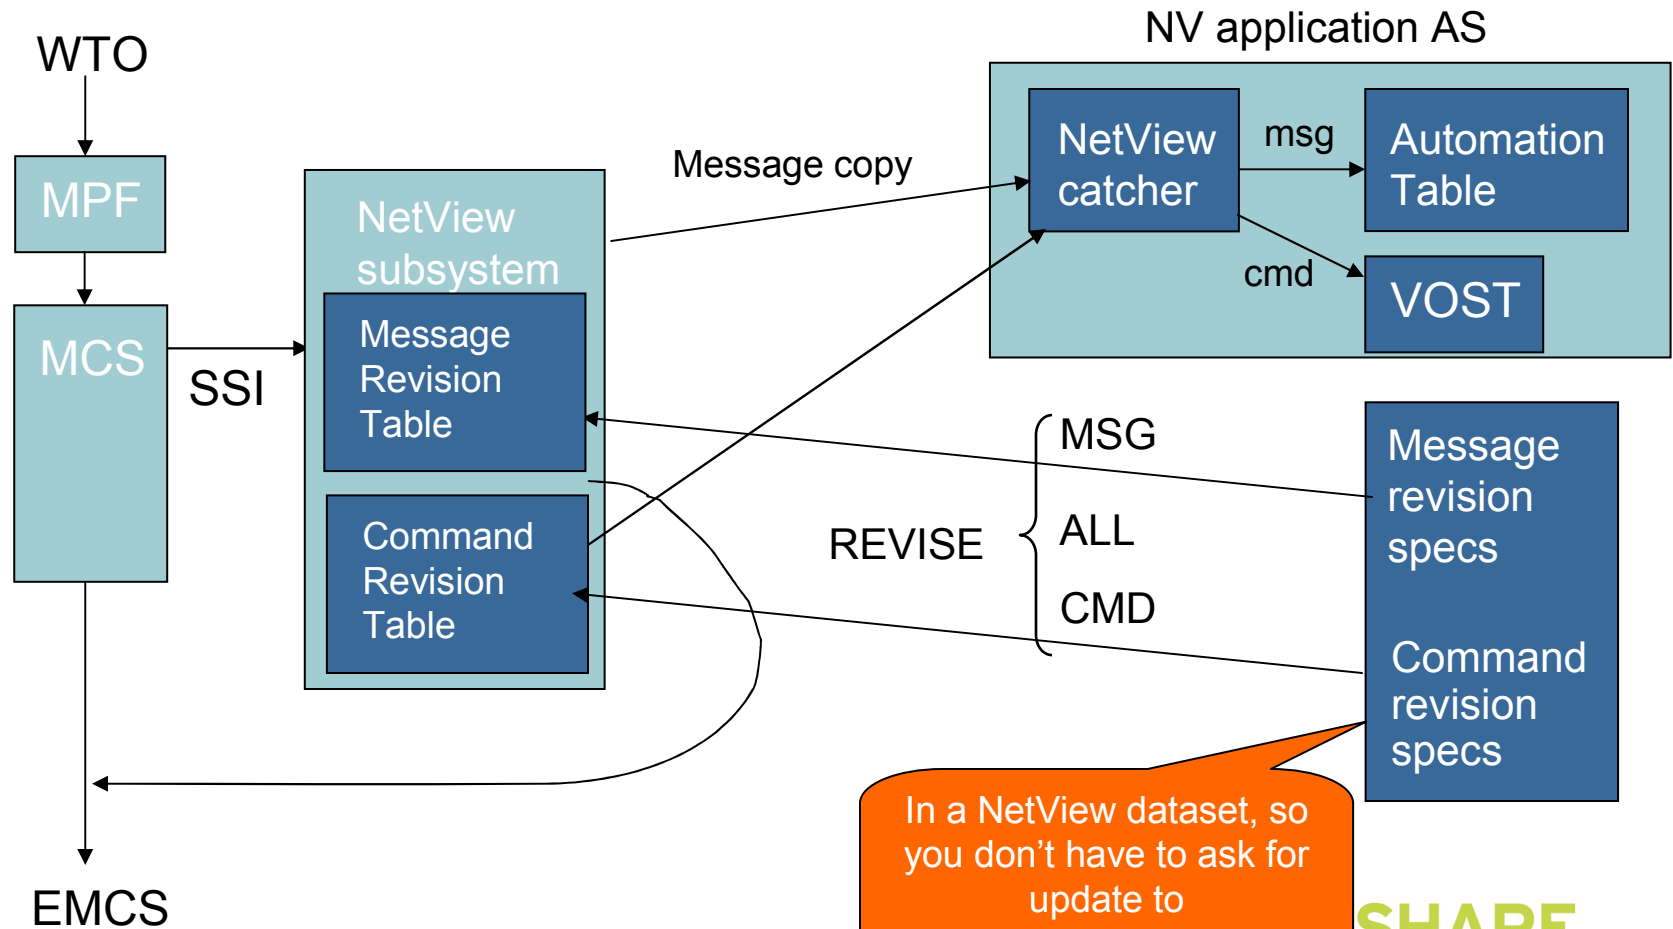 NV application AS
WTO
MPF
MCS
SSI
EMCS
NetView
subsystem
Message
Revision
Table
Command
Revision
Table
Message copy
NetView
catcher
msg
cmd
Automation
Table
VOST
REVISE
MSG
ALL
CMD
Message
revision
specs
Command
revision
specs
In a NetView dataset, so
you don’t have to ask for
update to
SHARE